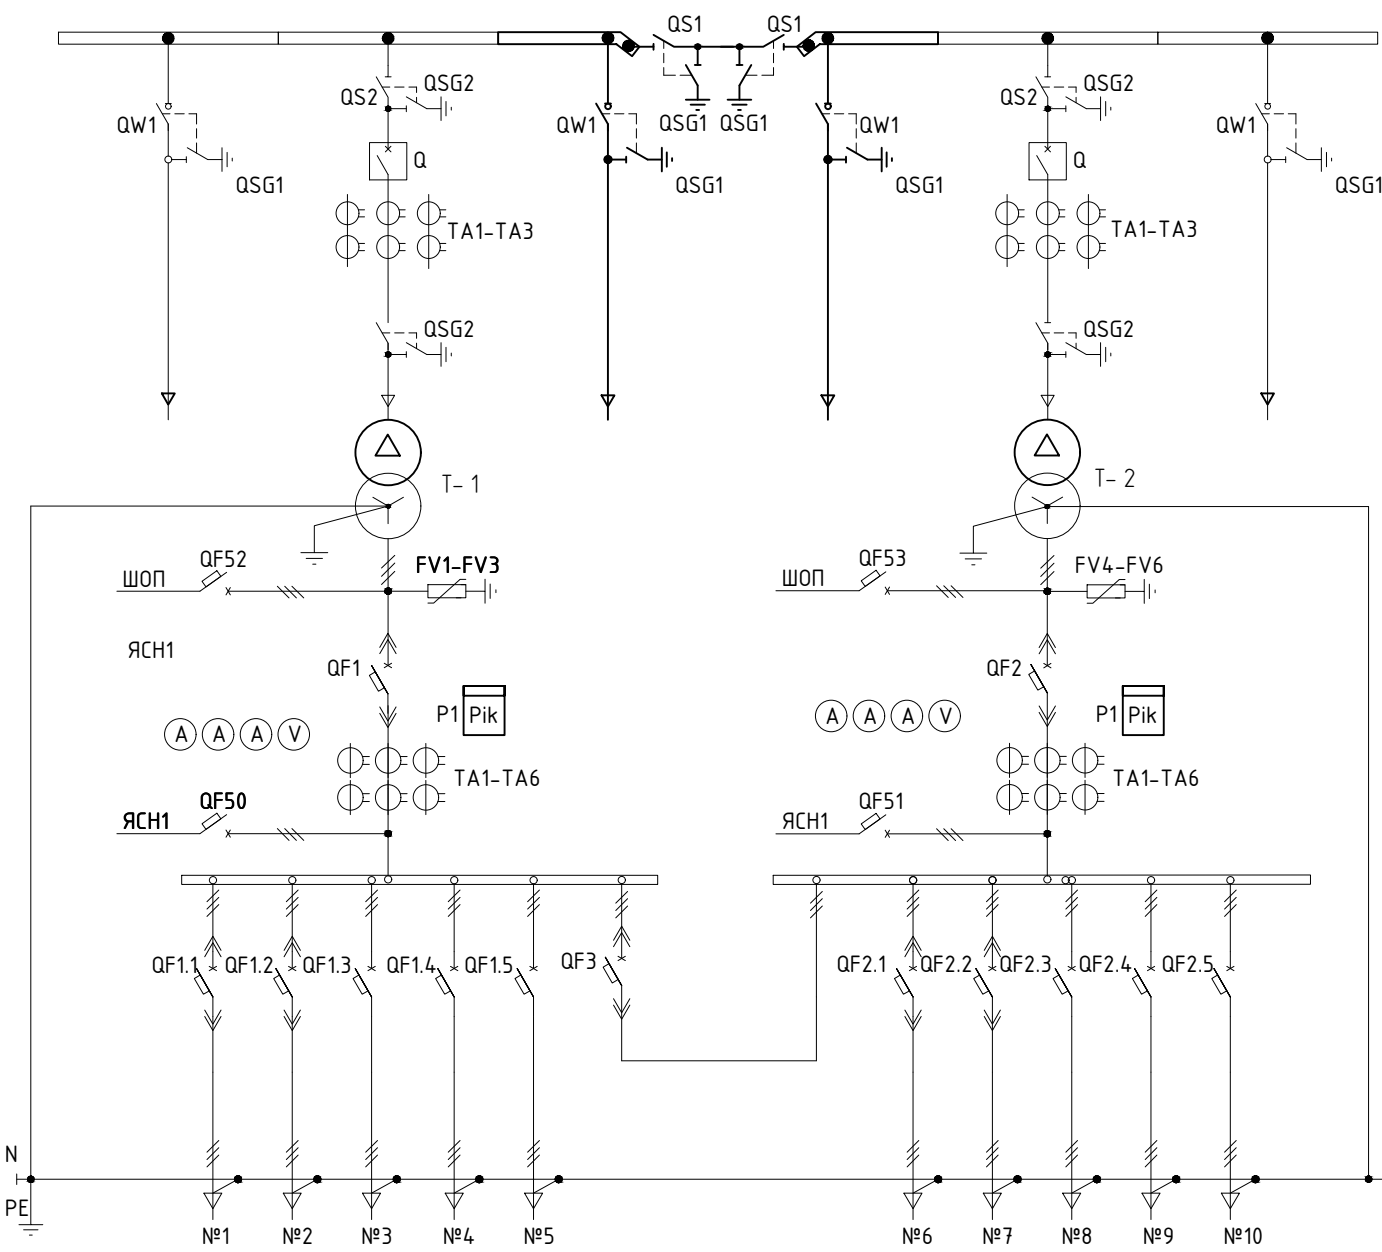 QS1 QS1
QSG2 QSG2
QS2 QS2
QW1 QSG1 QSG1 QW1
QW1 QW1
Q Q
QSG1 QSG1 QSG1 QSG1
TA1-TA3 TA1-TA3
QSG2 QSG2
T- 1 T- 2
QF52 FV1-FV3 QF53 FV4-FV6
ШОП ШОП
ЯСН1
QF1 QF2
P1 Pik P1 Pik
A A A V A A A V
TA1-TA6 TA1-TA6
QF50 QF51
ЯСН1 ЯСН1
QF1.1 QF1.2 QF1.3 QF1.4 QF1.5 QF3 QF2.1 QF2.2 QF2.3 QF2.4 QF2.5
N
PE
№1 №2 №3 №4 №5 №6 №7 №8 №9 №10